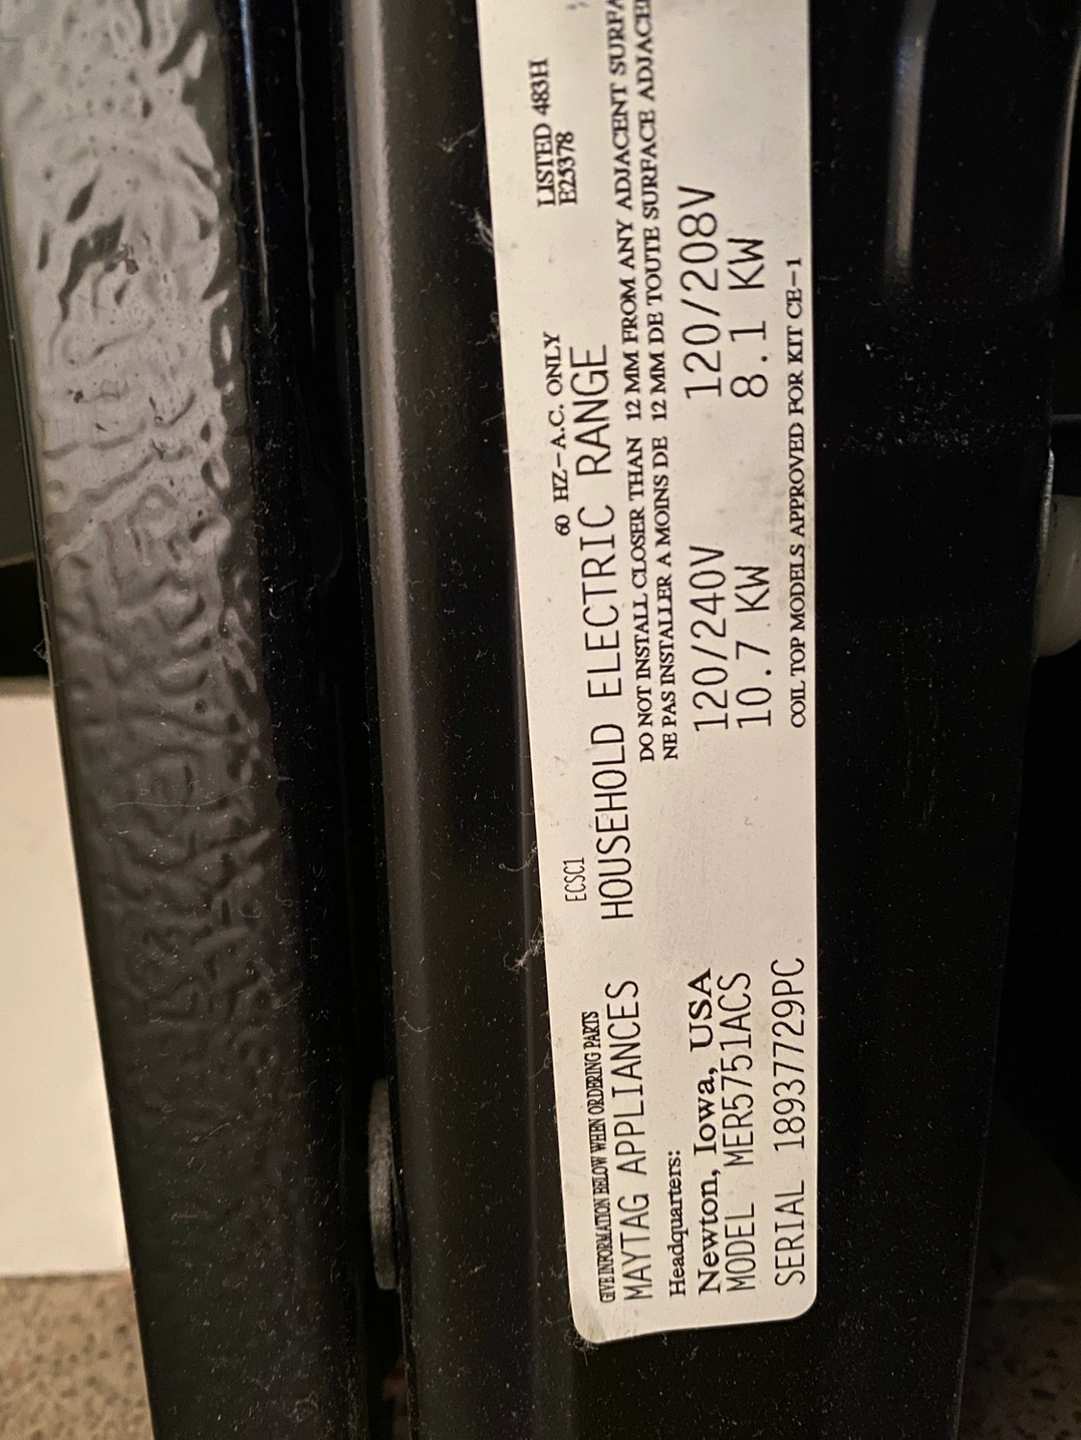 GIVE INFORMATION BELOW WHEN ORDERING PARTS
MAYTAG APPLIANCES
Headquarters:
Newton, Iowa, USA
MODEL MER5751ACS
SERIAL 18937729PC
ECSC1
60 HZ-A.C. ONLY
LISTED 483H
E25378
HOUSEHOLD ELECTRIC RANGE
DO NOT INSTALL CLOSER THAN 12 MM FROM ANY ADJACENT
NE PAS INSTALLER A MOINS DE 12 MM DE TOUTE SURFACE
120/240V 120/208V
10.7 KW 8.1 KW
COIL TOP MODELS APPROVED FOR KIT CE-1